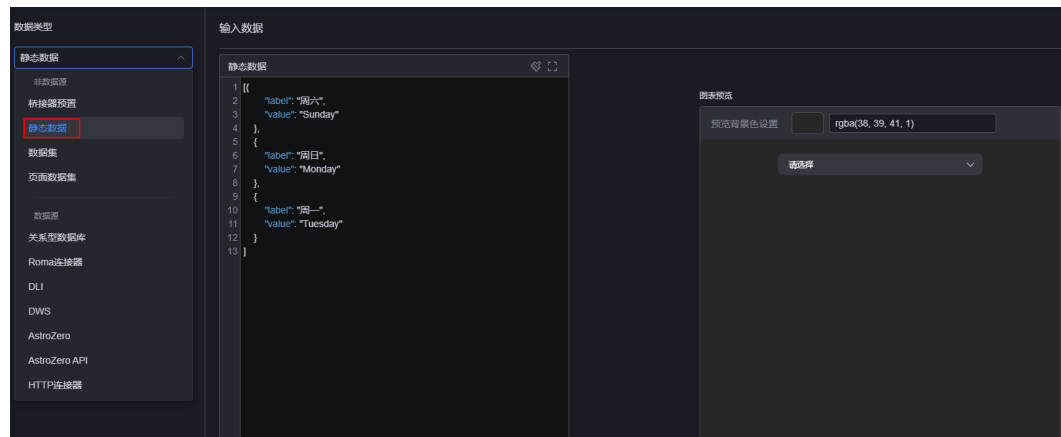 数据类型
静态数据
非数据源
桥接器预置
静态数据
数据集
页面数据集
数据源
关系型数据库
Roma连接器
DLI
DWS
AstroZero
AstroZero API
HTTP连接器
输入数据
静态数据
1 [{
2 "label": "周六",
3 "value": "Sunday"
4 },
5 {
6 "label": "周日",
7 "value": "Monday"
8 },
9 {
10 "label": "周一",
11 "value": "Tuesday"
12 }
13 ]
图表预览
预览背景色设置 rgba(38, 39, 41, 1)
请选择